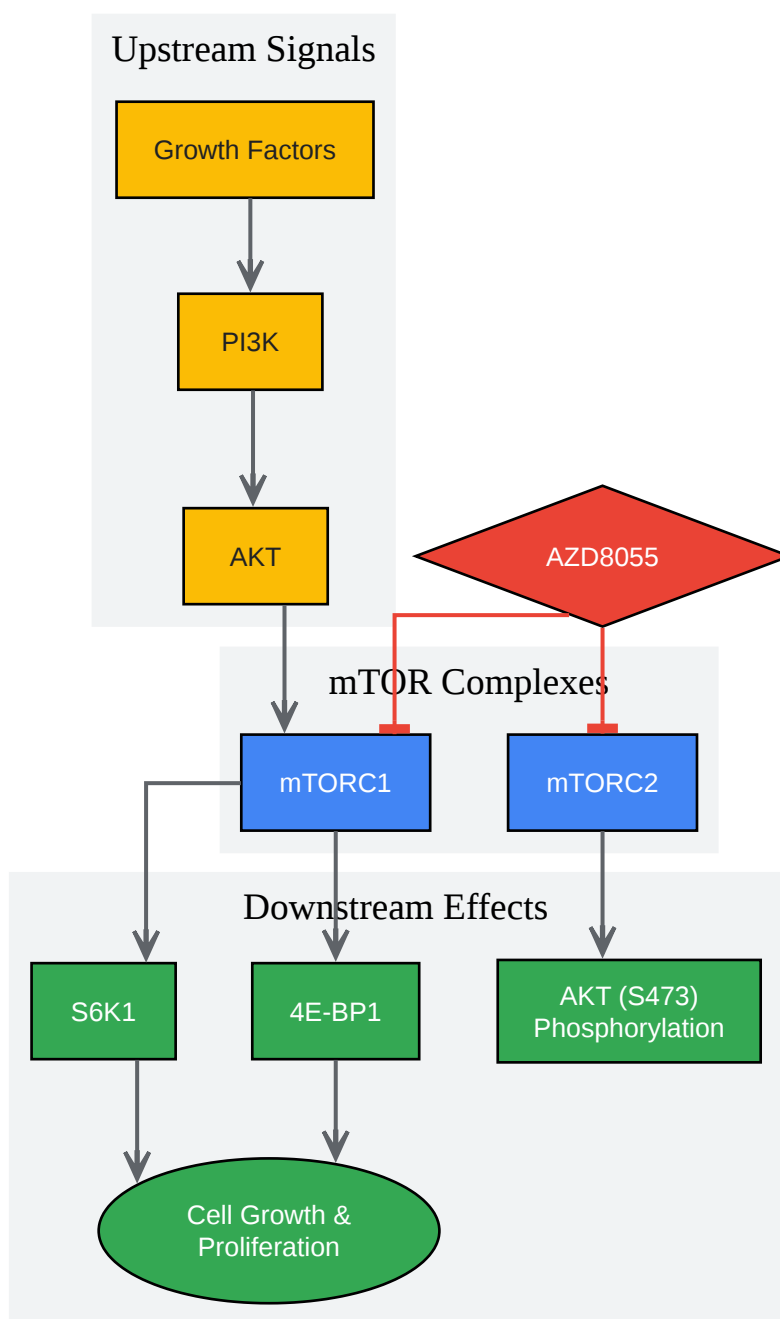 Upstream Signals
Growth Factors
PI3K
AKT
AZD8055
mTOR Complexes
mTORC1
mTORC2
Downstream Effects
S6K1
4E-BP1
AKT (S473)
Phosphorylation
Cell Growth &
Proliferation